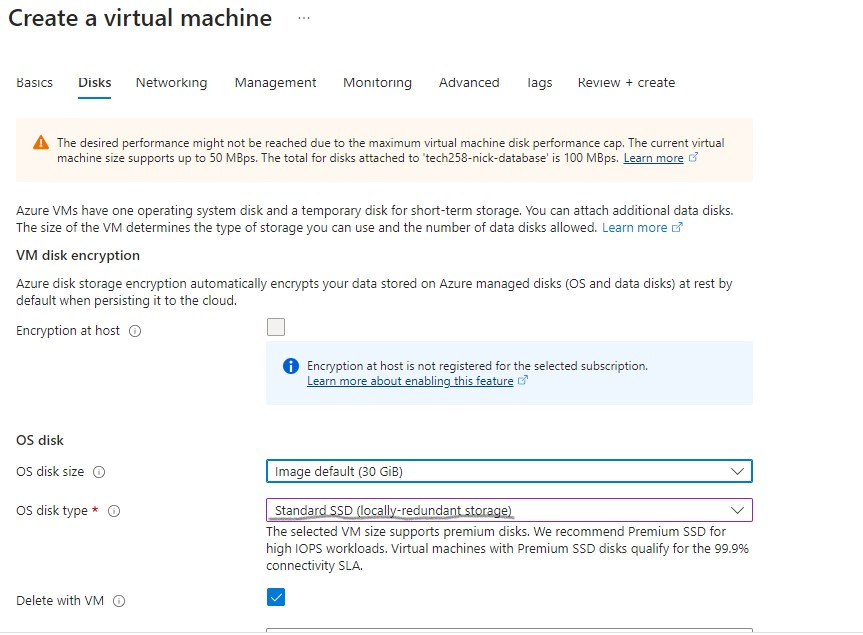 Create a virtual machine ...
Basics Disks Networking Management Monitoring Advanced Tags Review + create
The desired performance might not be reached due to the maximum virtual machine disk performance cap. The current virtual
machine size supports up to 50 MBps. The total for disks attached to 'tech258-nick-database' is 100 MBps. Learn more
Azure VMs have one operating system disk and a temporary disk for short-term storage. You can attach additional data disks.
The size of the VM determines the type of storage you can use and the number of data disks allowed. Learn more
VM disk encryption
Azure disk storage encryption automatically encrypts your data stored on Azure managed disks (OS and data disks) at rest by
default when persisting it to the cloud.
Encryption at host
Encryption at host is not registered for the selected subscription.
Learn more about enabling this feature
OS disk
OS disk size
Image default (30 GiB)
OS disk type *
Standard SSD (locally-redundant storage)
The selected VM size supports premium disks. We recommend Premium SSD for
high IOPS workloads. Virtual machines with Premium SSD disks qualify for the 99.9%
connectivity SLA.
Delete with VM